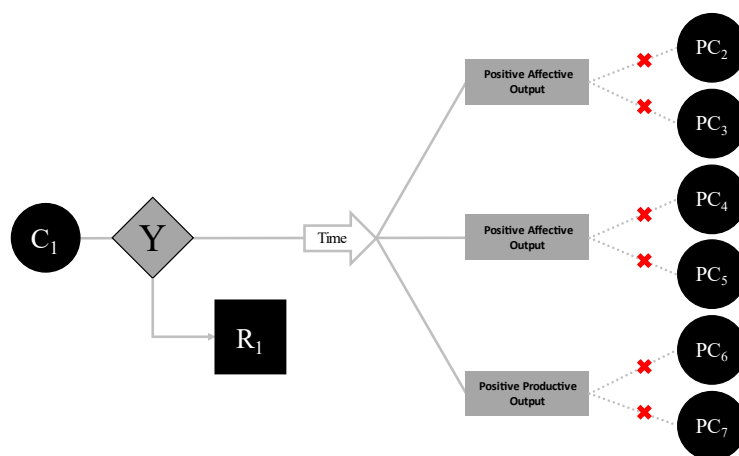 C1
Y
R1
Time
Positive Affective
Output
PC2
PC3
Positive Affective
Output
PC4
PC5
Positive Productive
Output
PC6
PC7